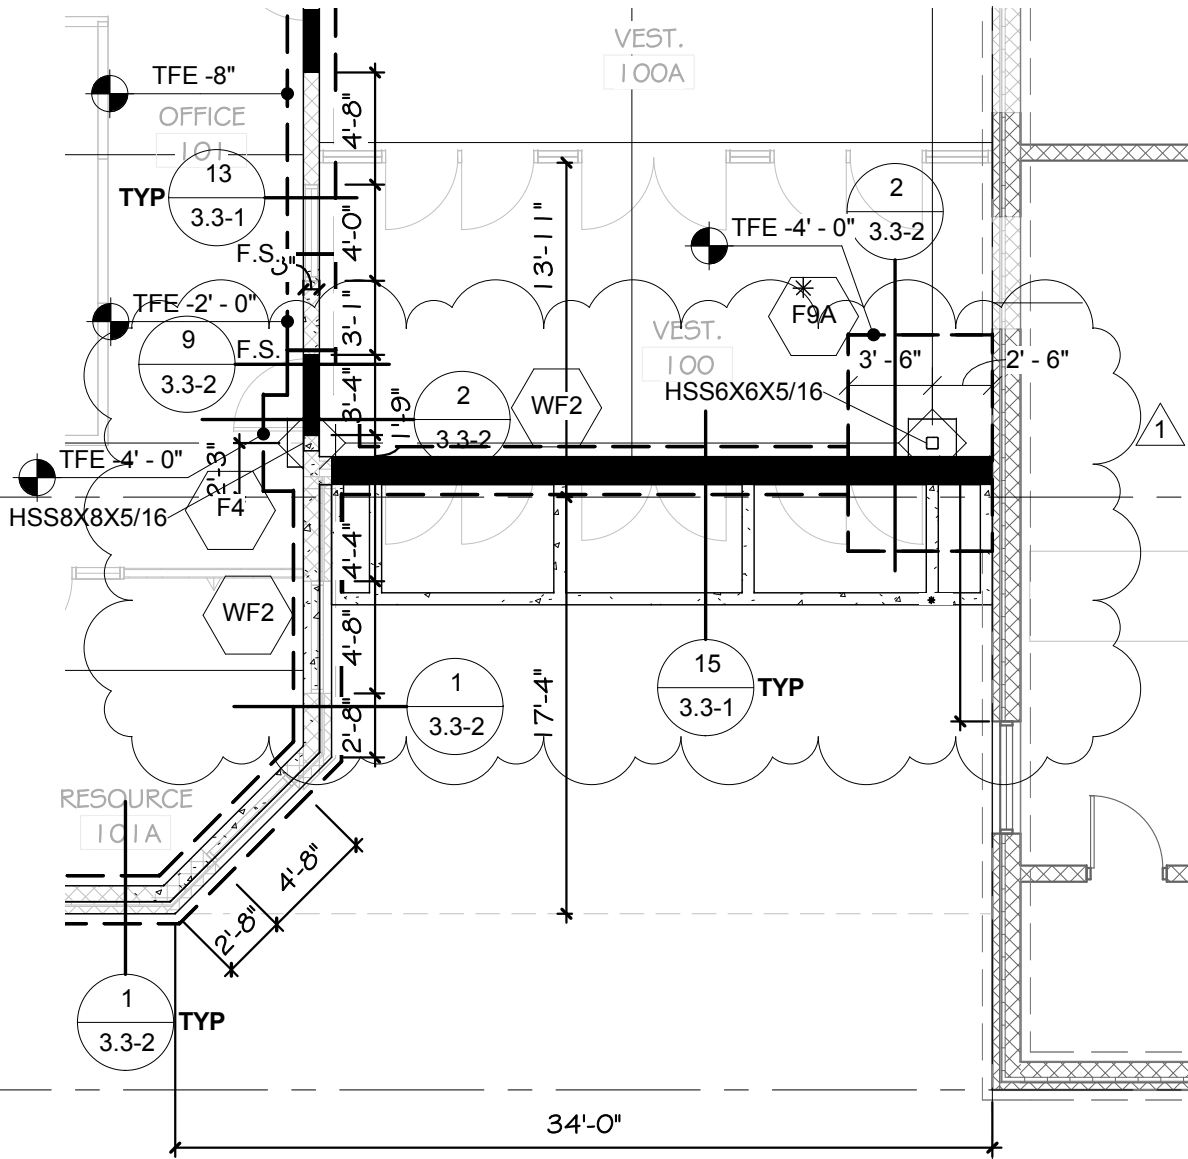 VEST.
100A
TFE -8"
OFFICE
101
4'-8"
13
3.3-1
TYP
2
3.3-2
TFE -4' - 0"
4'-0"
13'-11"
F.S.
3"
TFE -2' - 0"
F9A
3'-1"
VEST.
100
9
3.3-2
F.S.
3' - 6"
2' - 6"
HSS6X6X5/16
3'-4"
1'-9"
2
3.3-2
WF2
1
TFE -4' - 0"
2'-3"
F4
HSS8X8X5/16
4'-4"
WF2
4'-8"
15
3.3-1
TYP
1
3.3-2
17'-4"
2'-8"
RESOURCE
101A
4'-8"
2'-8"
1
3.3-2
TYP
34'-0"